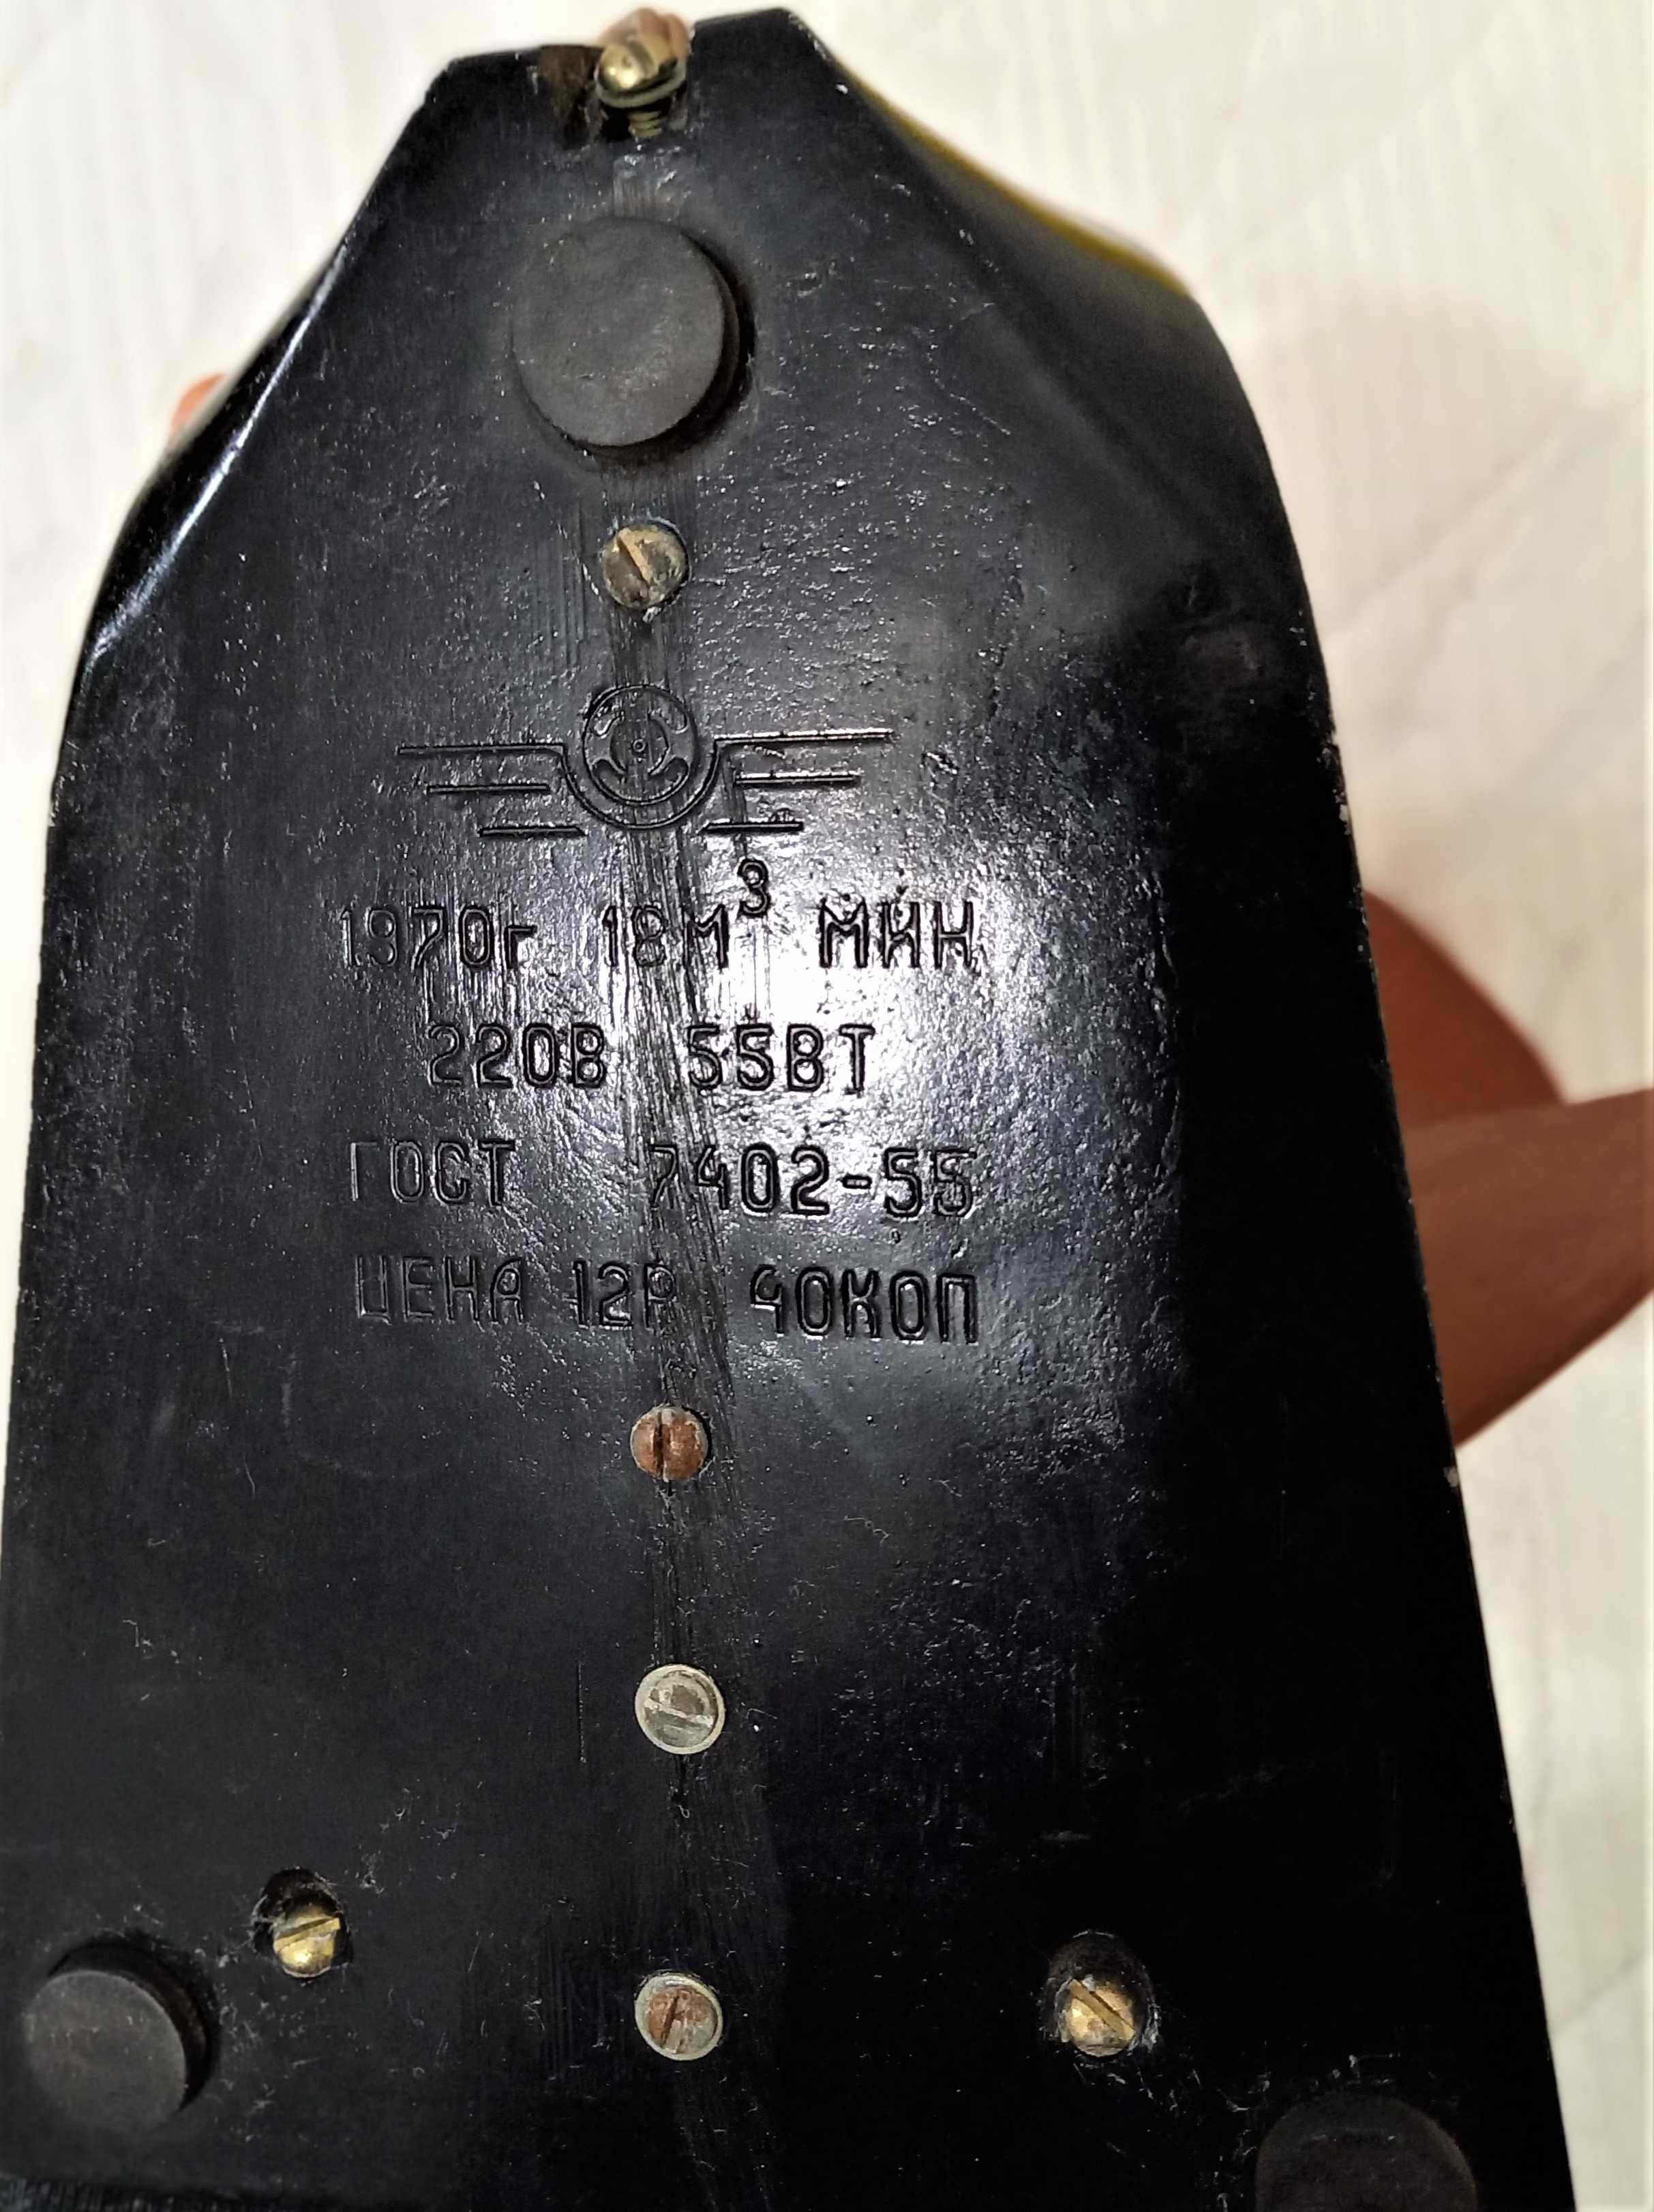 1970г 18М³ МИН
220В 55ВТ
ГОСТ 7402-55
ЦЕНА 12Р 40КОП